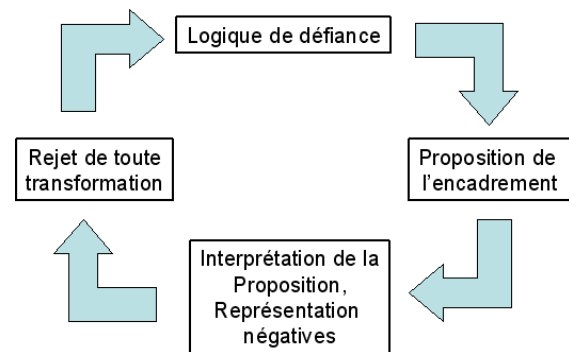 Logique de défiance
Proposition de
l'encadrement
Interprétation de la
Proposition,
Représentation
négatives
Rejet de toute
transformation